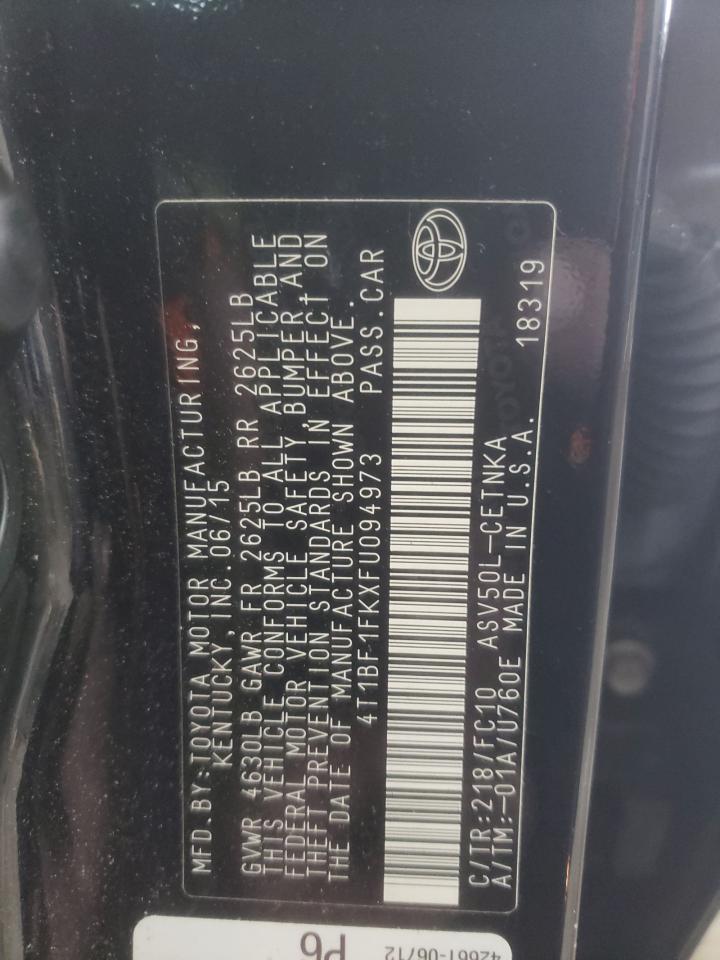 MFD.BY:TOYOTA MOTOR MANUFACTURING,
KENTUCKY, INC.06/15
GVWR 4630LB GAWR FR 2625LB RR 2625LB
THIS VEHICLE CONFORMS TO ALL APPLICABLE
FEDERAL MOTOR VEHICLE SAFETY, BUMPER, AND
THEFT PREVENTION STANDARDS IN EFFECT ON
THE DATE OF MANUFACTURE SHOWN ABOVE.
4T1BF1FKXFU094973 PASS.CAR
C/TR:218/FC10 ASV50L-CETNKA
A/TM:-01A/U760E MADE IN U.S.A. 18319
TOYOTA
P6
42661-06712